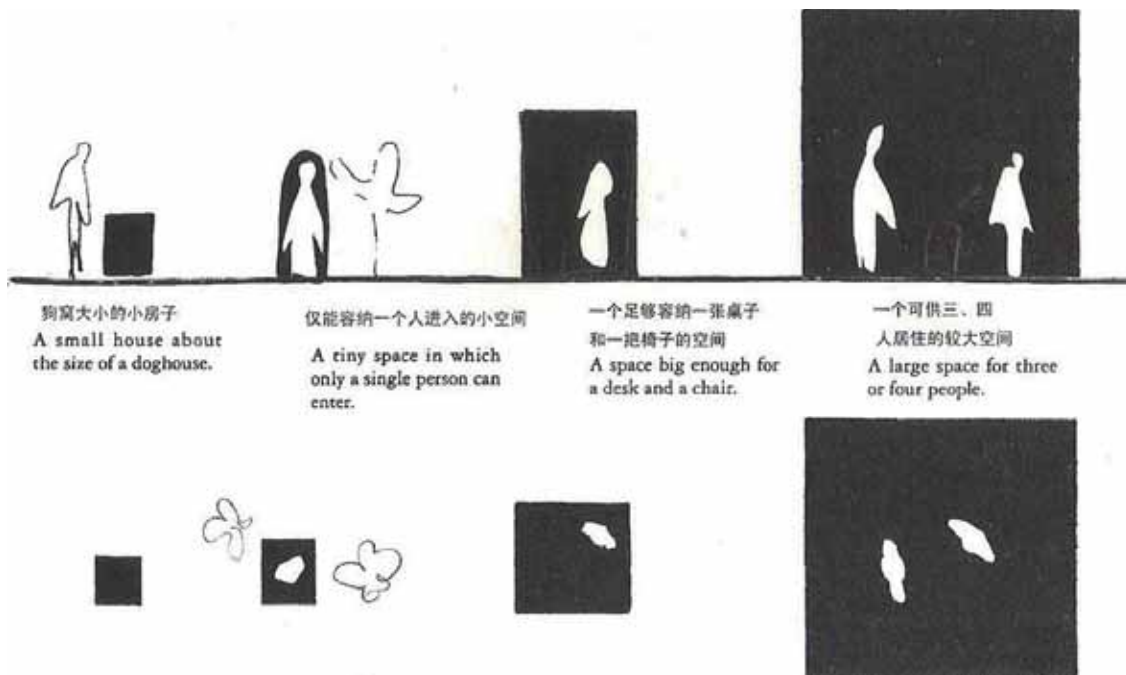 狗窝大小的小房子
A small house about
the size of a doghouse.
仅能容纳一个人进入的小空间
A tiny space in which
only a single person can
enter.
一个足够容纳一张桌子
和一把椅子的空间
A space big enough for
a desk and a chair.
一个可供三、四
人居住的较大空间
A large space for three
or four people.